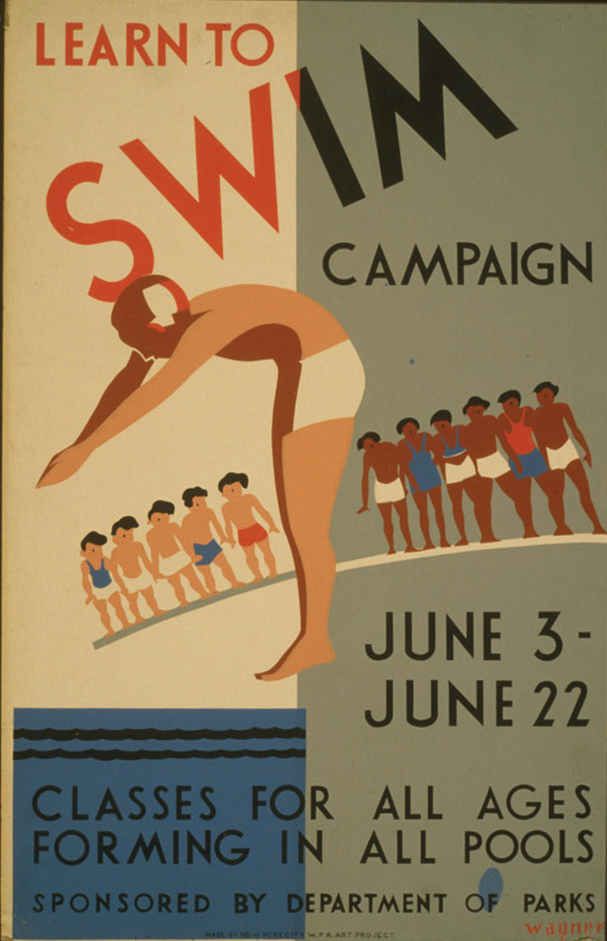 LEARN TO
SWIM
CAMPAIGN
JUNE 3 -
JUNE 22
CLASSES FOR ALL AGES
FORMING IN ALL POOLS
SPONSORED BY DEPARTMENT OF PARKS
MADE BY NEW YORK CITY W.P.A. ART PROJECT
Wagner